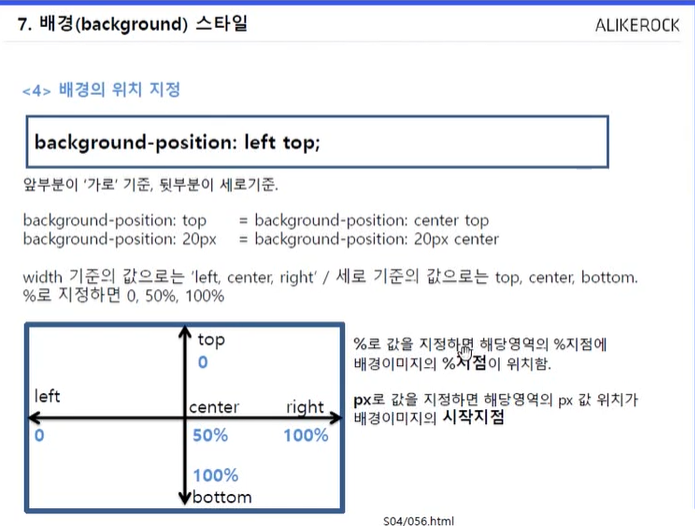 7. 배경(background) 스타일
ALIKEROCK
<4> 배경의 위치 지정
background-position: left top;
앞부분이 '가로' 기준, 뒷부분이 세로기준.
background-position: top = background-position: center top
background-position: 20px = background-position: 20px center
width 기준의 값으로는 'left, center, right' / 세로 기준의 값으로는 top, center, bottom.
%로 지정하면 0, 50%, 100%
top
0
left
center
right
0
50%
100%
100%
bottom
%로 값을 지정하면 해당영역의 %지점에
배경이미지의 %지점이 위치함.
px로 값을 지정하면 해당영역의 px 값 위치가
배경이미지의 시작지점
S04/056.html